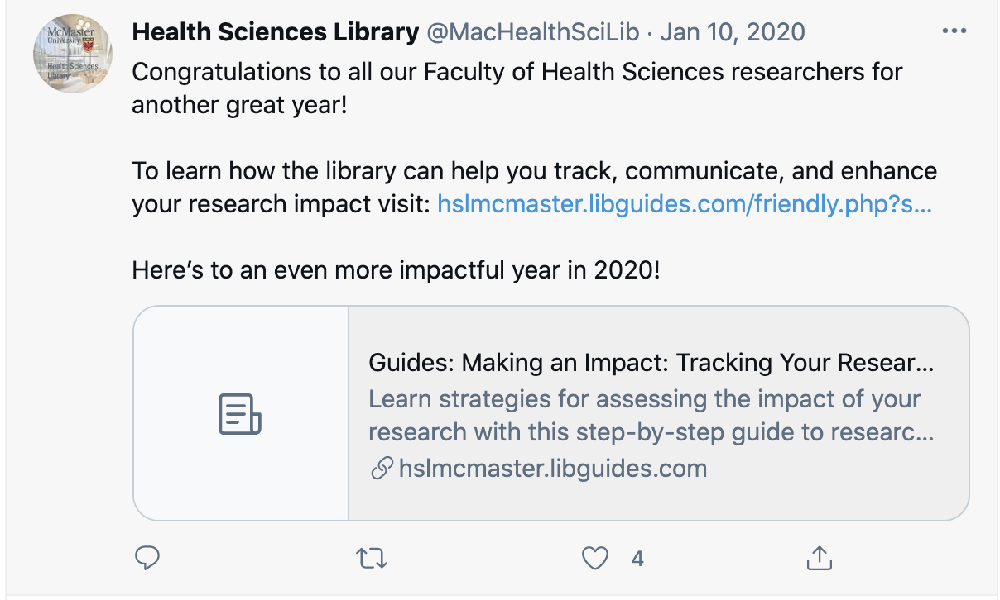 McMaster
University
Health Sciences
Library
Health Sciences Library @MacHealthSciLib · Jan 10, 2020
Congratulations to all our Faculty of Health Sciences researchers for
another great year!
To learn how the library can help you track, communicate, and enhance
your research impact visit: hslmcmaster.libguides.com/friendly.php?s...
Here’s to an even more impactful year in 2020!
Guides: Making an Impact: Tracking Your Resear...
Learn strategies for assessing the impact of your
research with this step-by-step guide to researc...
hslmcmaster.libguides.com
4